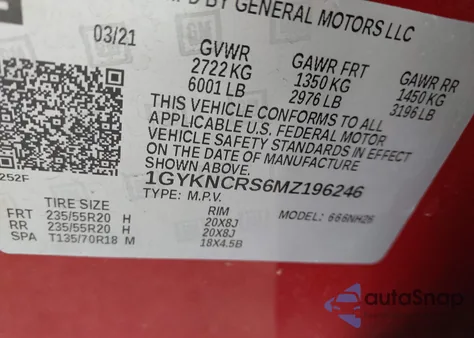 MFD BY GENERAL MOTORS LLC
03/21
GVWR GAWR FRT GAWR RR
2722 KG 1350 KG 1450 KG
6001 LB 2976 LB 3196 LB
THIS VEHICLE CONFORMS TO ALL
APPLICABLE U.S. FEDERAL MOTOR
VEHICLE SAFETY STANDARDS IN EFFECT
ON THE DATE OF MANUFACTURE
SHOWN ABOVE.
1GYKNCRS6MZ196246
TYPE: M.P.V.
252F
TIRE SIZE RIM MODEL: 666NH26
FRT 235/55R20 H 20X8J
RR 235/55R20 H 20X8J
SPA T135/70R18 M 18X4.5B
autoSnap